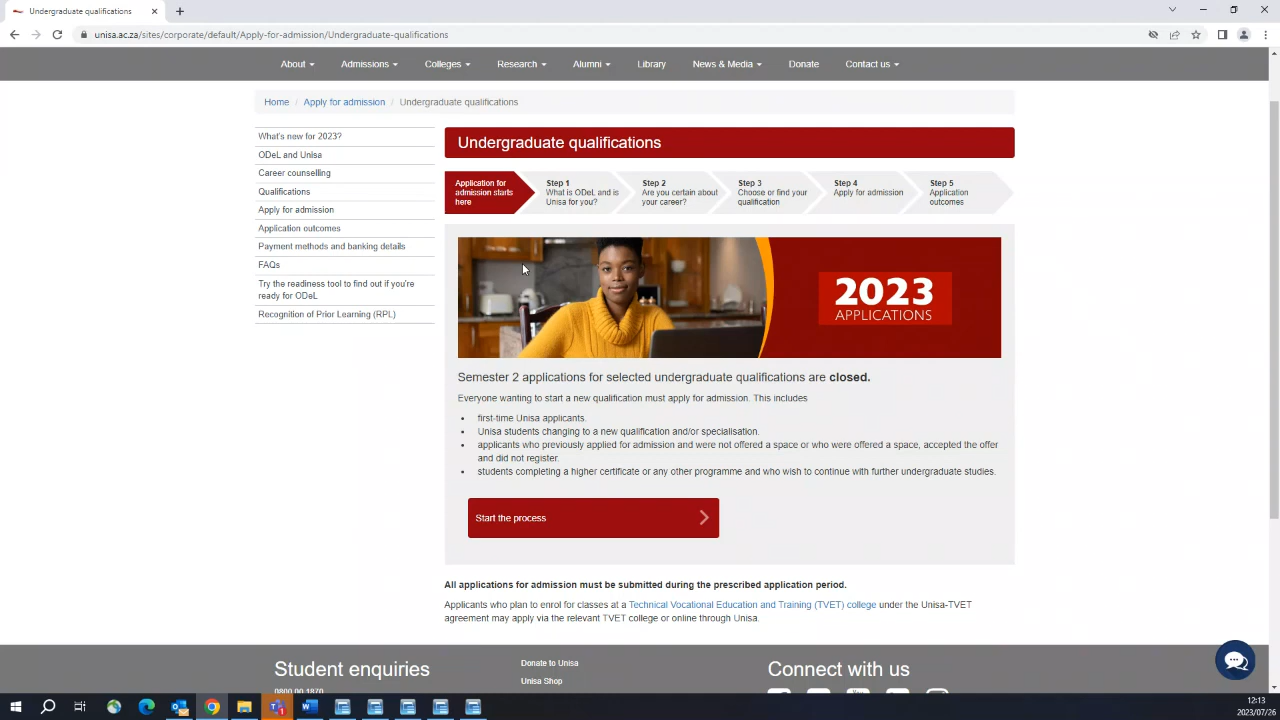 Undergraduate qualifications
unisa.ac.za/sites/corporate/default/Apply-for-admission/Undergraduate-qualifications
About
Admissions
Colleges
Research
Alumni
Library
News & Media
Donate
Contact us
Home / Apply for admission / Undergraduate qualifications
What's new for 2023?
ODeL and Unisa
Career counselling
Qualifications
Apply for admission
Application outcomes
Payment methods and banking details
FAQs
Try the readiness tool to find out if you're
ready for ODeL
Recognition of Prior Learning (RPL)
Undergraduate qualifications
Application for
admission starts
here
Step 1
What is ODeL and is
Unisa for you?
Step 2
Are you certain about
your career?
Step 3
Choose or find your
qualification
Step 4
Apply for admission
Step 5
Application
outcomes
2023
APPLICATIONS
Semester 2 applications for selected undergraduate qualifications are closed.
Everyone wanting to start a new qualification must apply for admission. This includes
• first-time Unisa applicants.
• Unisa students changing to a new qualification and/or specialisation.
• applicants who previously applied for admission and were not offered a space or who were offered a space, accepted the offer
and did not register.
• students completing a higher certificate or any other programme and who wish to continue with further undergraduate studies.
Start the process
All applications for admission must be submitted during the prescribed application period.
Applicants who plan to enrol for classes at a Technical Vocational Education and Training (TVET) college under the Unisa-TVET
agreement may apply via the relevant TVET college or online through Unisa.
Student enquiries
0800 00 1870
Donate to Unisa
Unisa Shop
Connect with us
12:13
2023/07/26